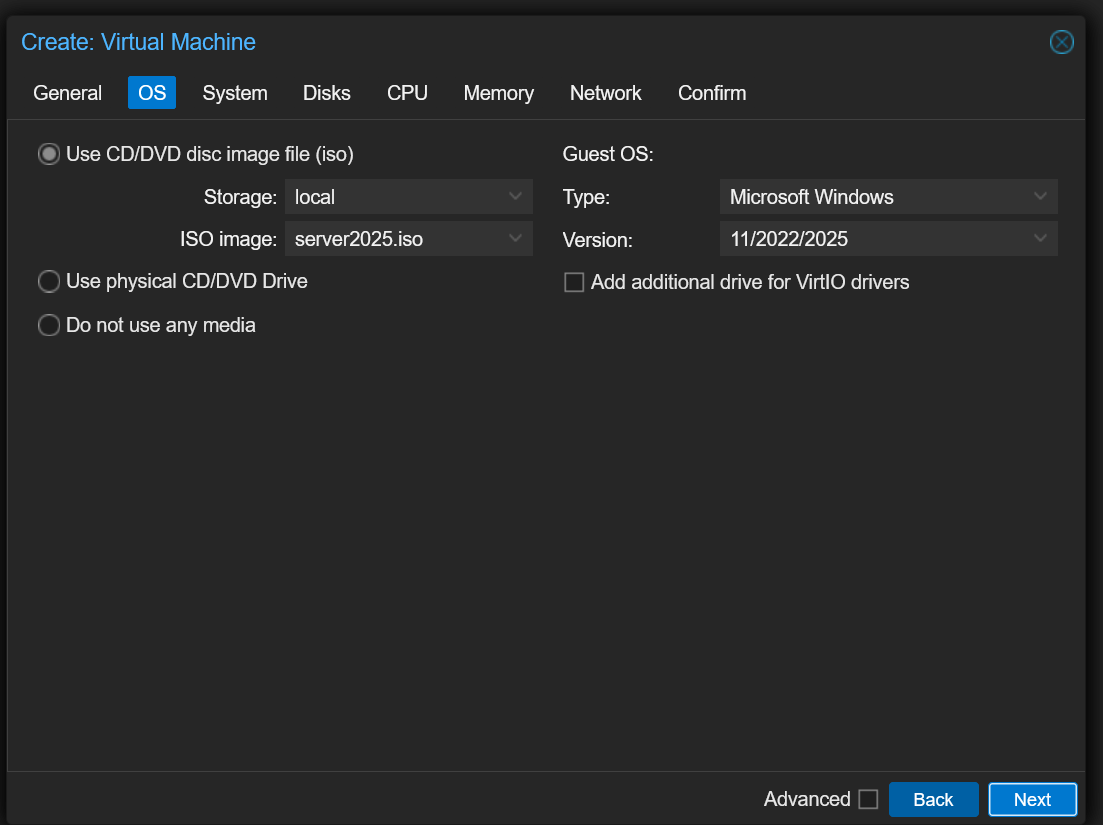 Create: Virtual Machine
General OS System Disks CPU Memory Network Confirm
Use CD/DVD disc image file (iso)
Storage: local
ISO image: server2025.iso
Use physical CD/DVD Drive
Do not use any media
Guest OS:
Type: Microsoft Windows
Version: 11/2022/2025
Add additional drive for VirtIO drivers
Advanced Back Next